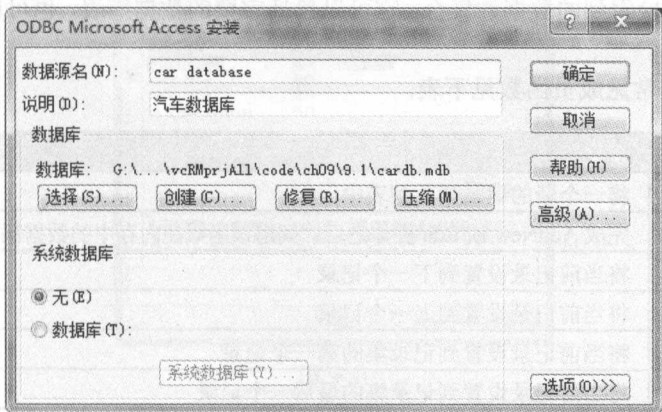 ODBC Microsoft Access 安装
数据源名(N): car database
说明(D): 汽车数据库
数据库
数据库: G:\...\vcRMprjAll\code\ch09\9.1\cardb.mdb
选择(S)... 创建(C)... 修复(R)... 压缩(M)...
系统数据库
无(E)
数据库(T):
系统数据库(Y)...
确定
取消
帮助(H)
高级(A)...
选项(O)>>